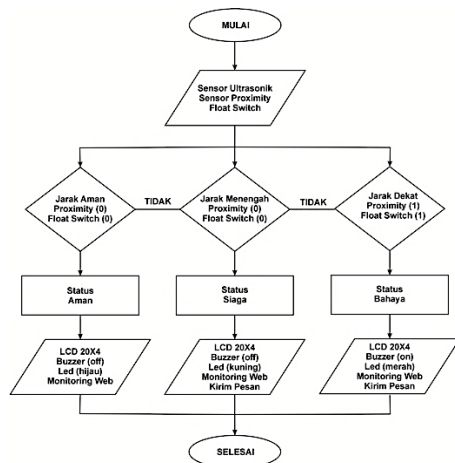 MULAI
Sensor Ultrasonik
Sensor Proximity
Float Switch
Jarak Aman
Proximity (0)
Float Switch (0)
TIDAK
Jarak Menengah
Proximity (0)
Float Switch (0)
TIDAK
Jarak Dekat
Proximity (1)
Float Switch (1)
Status
Aman
Status
Siaga
Status
Bahaya
LCD 20X4
Buzzer (off)
Led (hijau)
Monitoring Web
LCD 20X4
Buzzer (off)
Led (kuning)
Monitoring Web
Kirim Pesan
LCD 20X4
Buzzer (on)
Led (merah)
Monitoring Web
Kirim Pesan
SELESAI